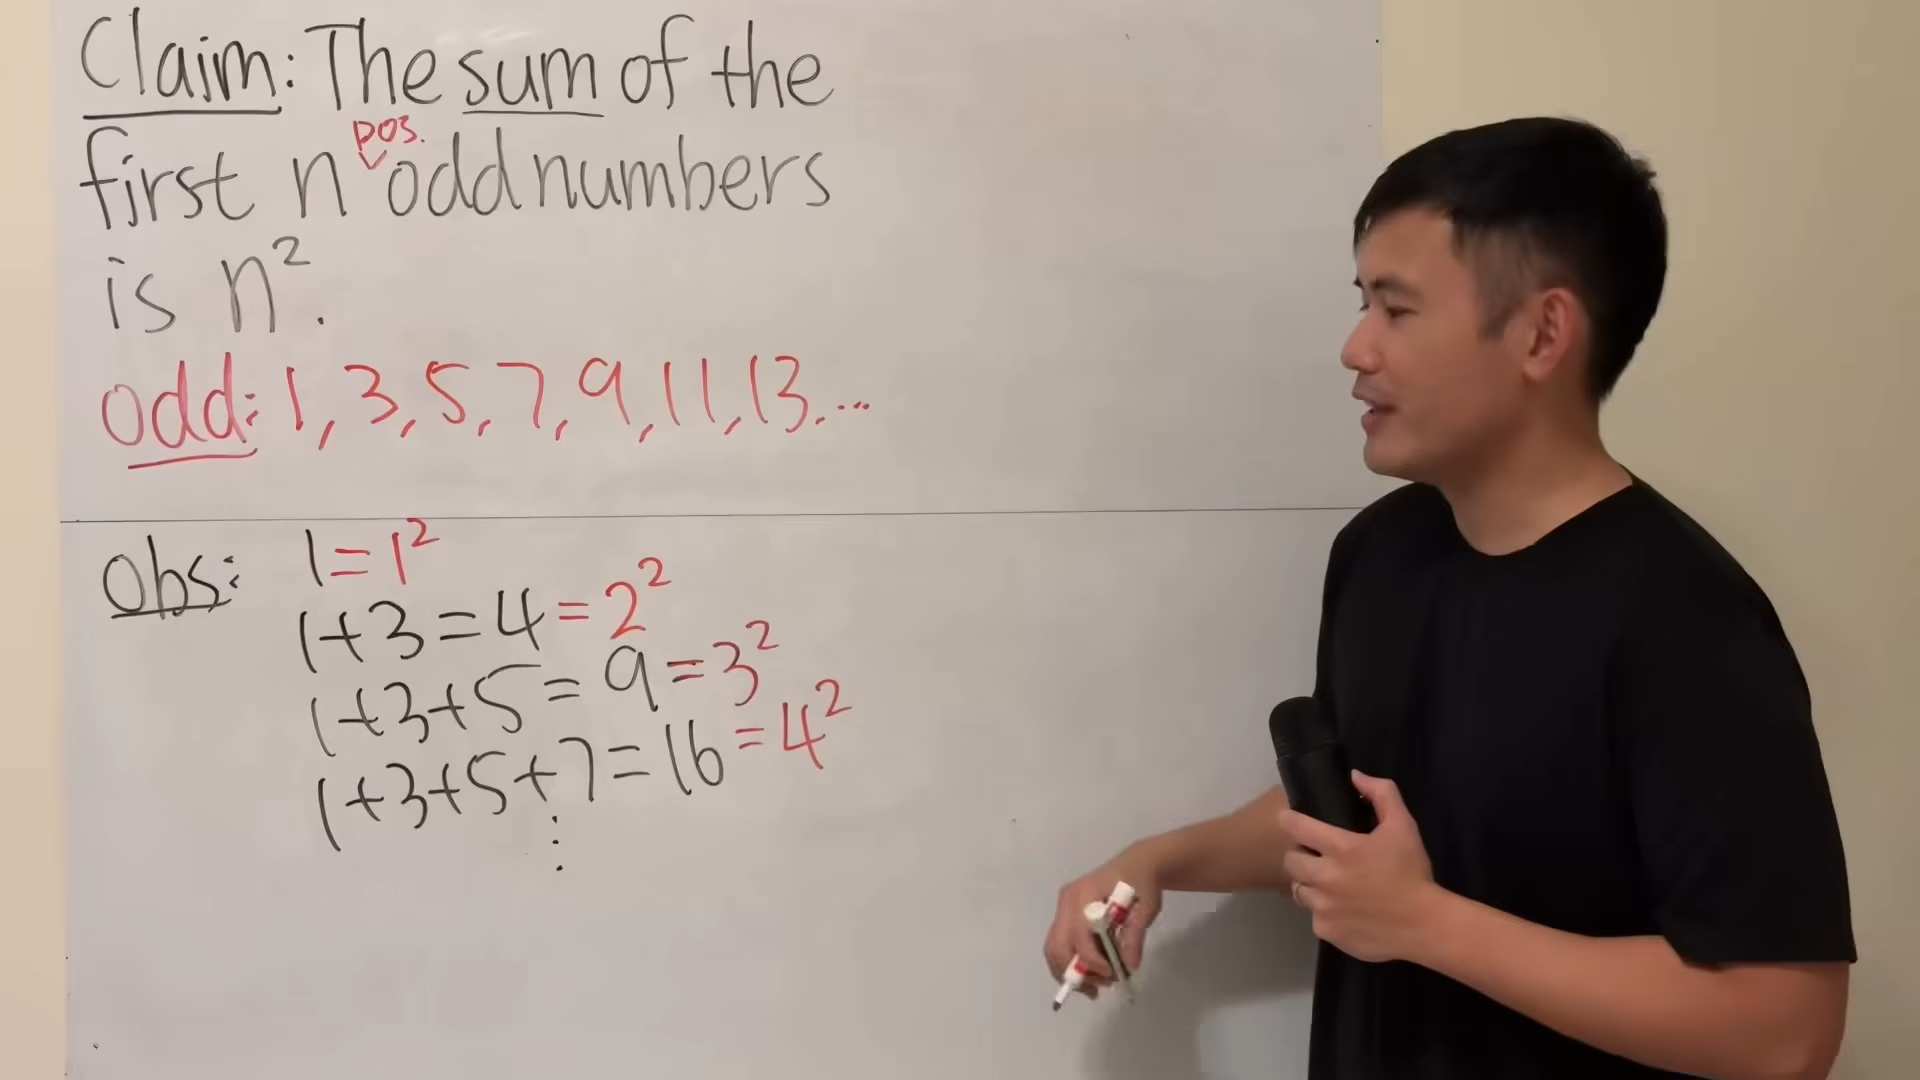 Claim: The sum of the
pos.
first n odd numbers
is n².
odd: 1, 3, 5, 7, 9, 11, 13, ...
Obs: 1=1²
1+3=4=2²
1+3+5=9=3²
1+3+5+7=16=4²
⋮